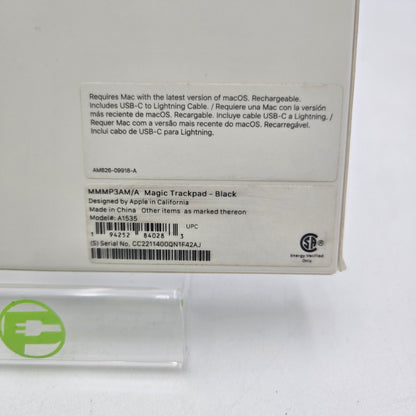 Requires Mac with the latest version of macOS. Rechargeable.
Includes USB-C to Lightning Cable. / Requiere una Mac con la versión
más reciente de macOS. Recargable. Incluye cable USB-C a Lightning. /
Requer Mac com a versão mais recente do macOS. Recarregável.
Inclui cabo de USB-C para Lightning.
AM826-09918-A
MMMP3AM/A Magic Trackpad - Black
Designed by Apple in California
Made in China Other items as marked thereon
Model#: A1535
UPC
1 94252 84028 3
(S) Serial No. CC2211400QN1F42AJ
Energy Verified
Only.